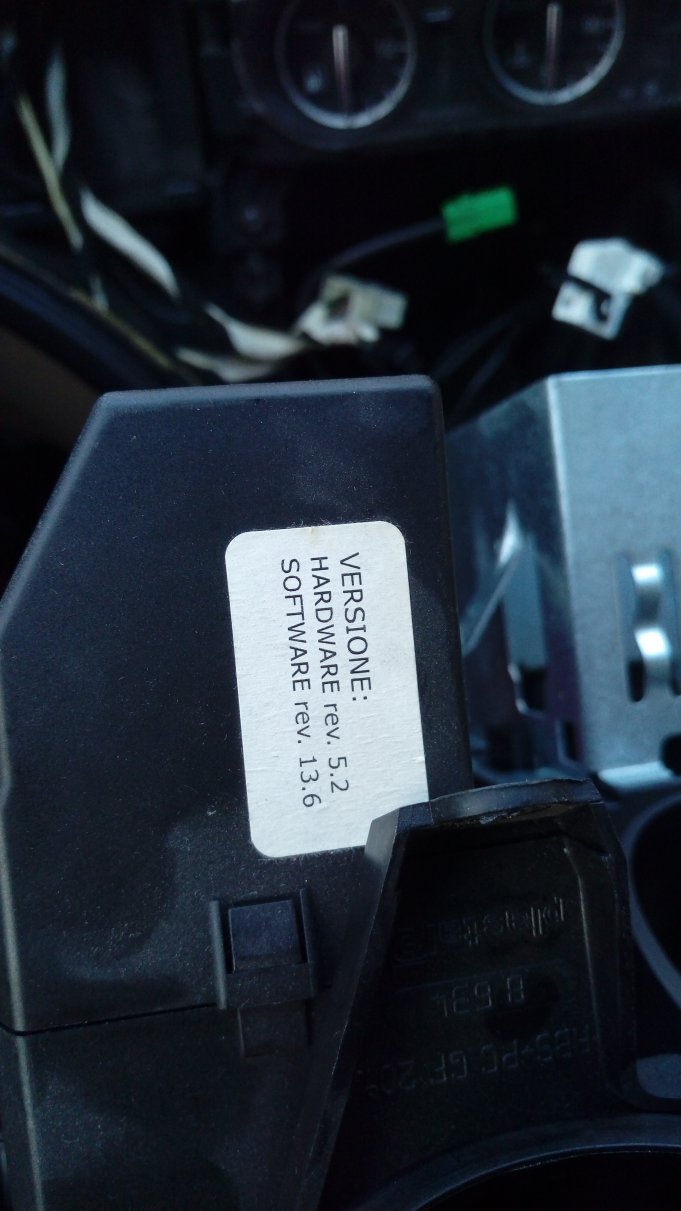 VERSIONE:
HARDWARE rev. 5.2
SOFTWARE rev. 13.6